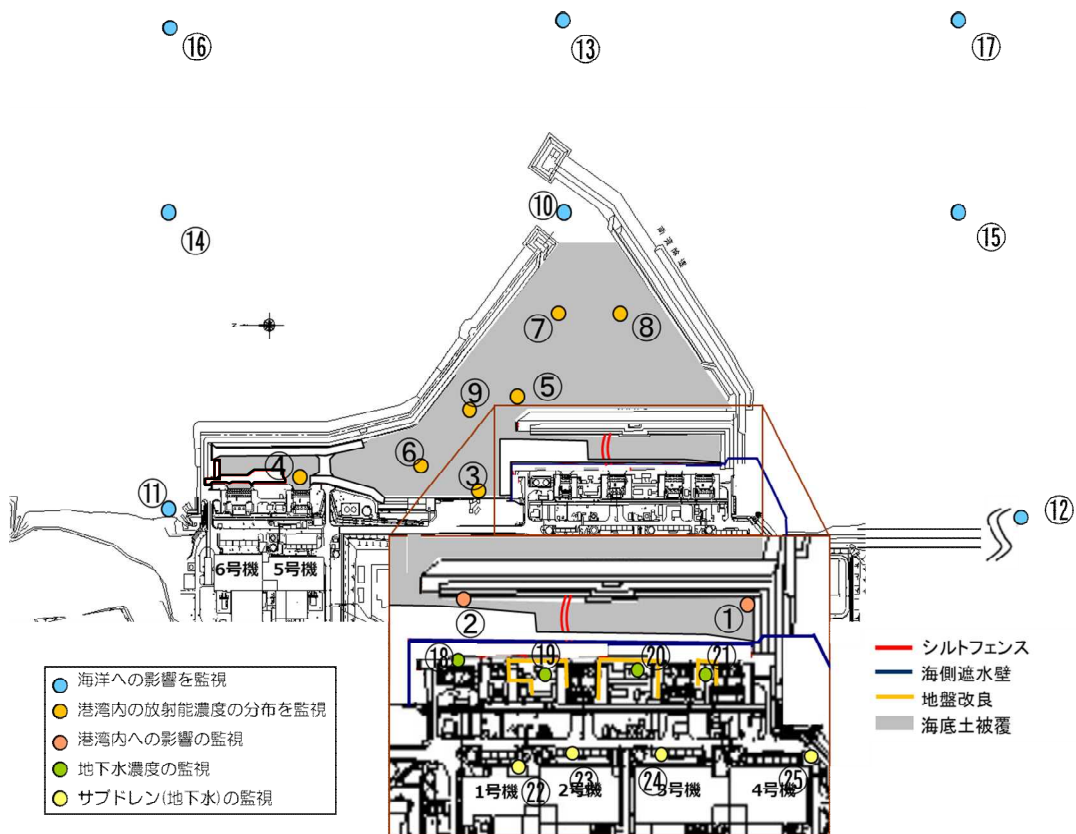 ⑯
⑬
⑰
⑩
⑭
⑮
⑦
⑧
⑤
⑨
⑥
④
③
⑪
⑫
6号機
5号機
①
②
⑱
⑲
⑳
㉑
1号機
㉒
㉓
2号機
㉔
3号機
4号機
㉕
シルトフェンス
海側遮水壁
地盤改良
海底土被覆
海洋への影響を監視
港湾内の放射能濃度の分布を監視
港湾内への影響の監視
地下水濃度の監視
サブドレン(地下水)の監視